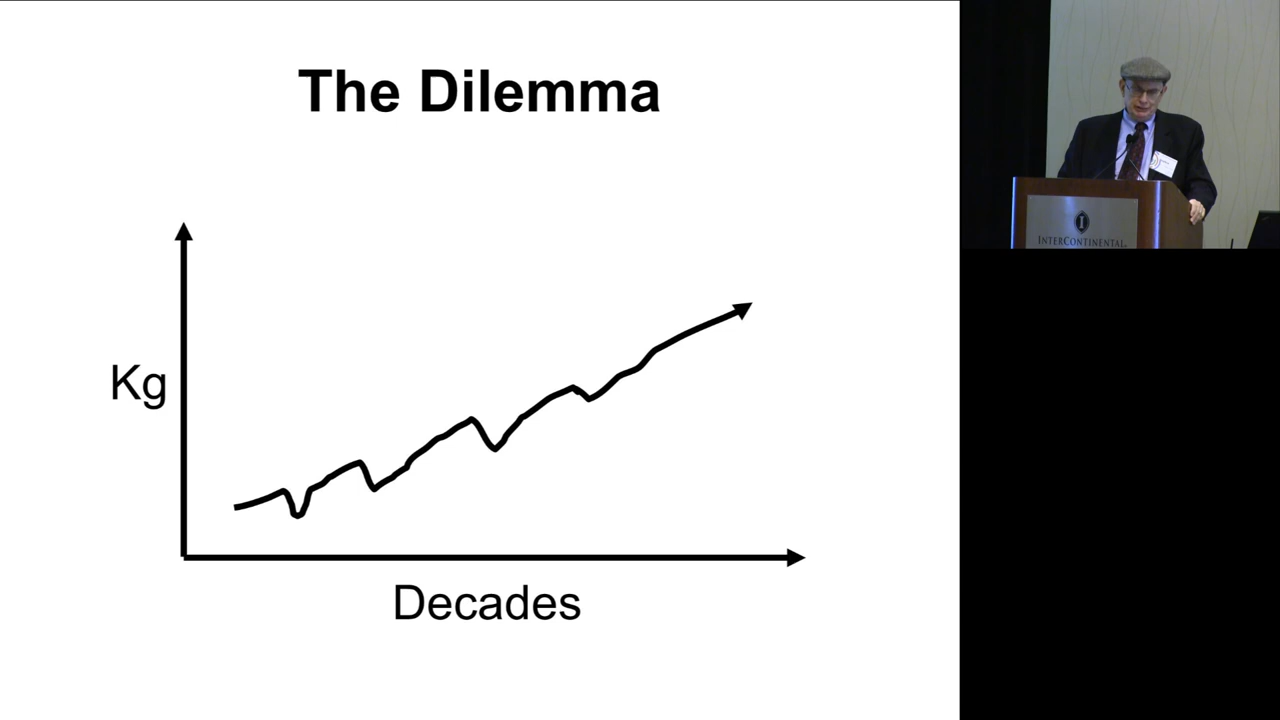 The Dilemma
Kg
Decades
I
INTERCONTINENTAL.